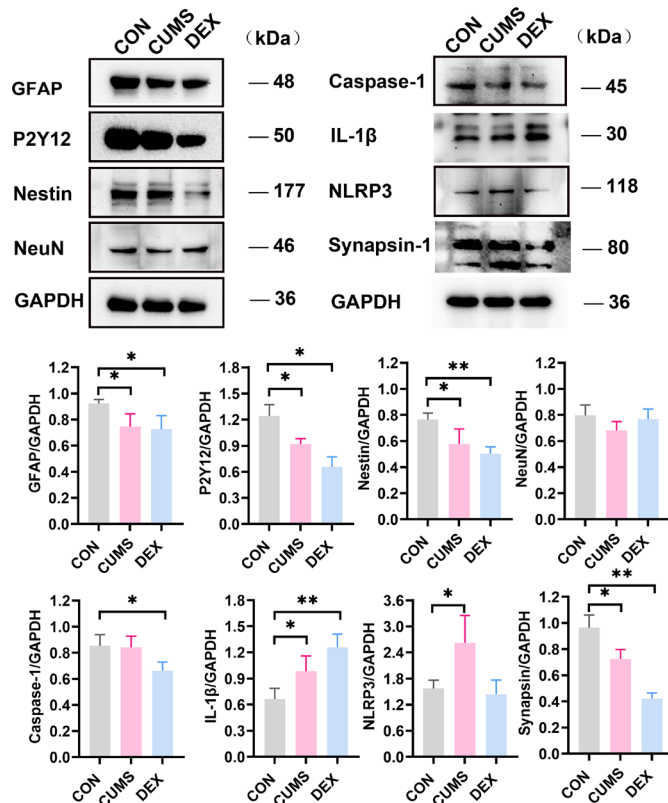 CON CUMS DEX （kDa）
GFAP — 48
P2Y12 — 50
Nestin — 177
NeuN — 46
GAPDH — 36
CON CUMS DEX （kDa）
Caspase-1 — 45
IL-1β — 30
NLRP3 — 118
Synapsin-1 — 80
GAPDH — 36
GFAP/GAPDH
1.2
1.0
0.8
0.6
0.4
0.2
0.0
*
*
CON CUMS DEX
P2Y12/GAPDH
1.8
1.5
1.2
0.9
0.6
0.3
0.0
*
*
CON CUMS DEX
Nestin/GAPDH
1.2
1.0
0.8
0.6
0.4
0.2
0.0
**
*
CON CUMS DEX
NeuN/GAPDH
1.2
1.0
0.8
0.6
0.4
0.2
0.0
CON CUMS DEX
Caspase-1/GAPDH
1.2
1.0
0.8
0.6
0.4
0.2
0.0
*
CON CUMS DEX
IL-1β/GAPDH
1.8
1.5
1.2
0.9
0.6
0.3
0.0
**
*
CON CUMS DEX
NLRP3/GAPDH
3.6
3.0
2.4
1.8
1.2
0.6
0.0
*
CON CUMS DEX
Synapsin/GAPDH
1.2
1.0
0.8
0.6
0.4
0.2
0.0
**
*
CON CUMS DEX